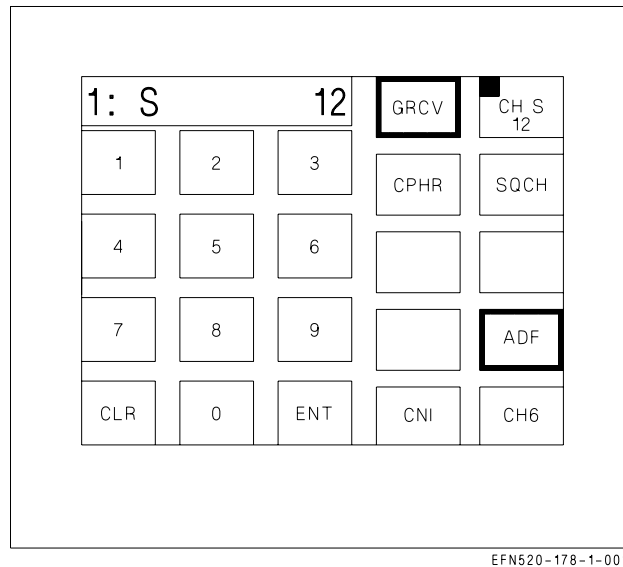 1: S 12
GRCV
CH S
12
1
2
3
CPHR
SQCH
4
5
6
7
8
9
ADF
CLR
0
ENT
CNI
CH6
EFN520-178-1-00